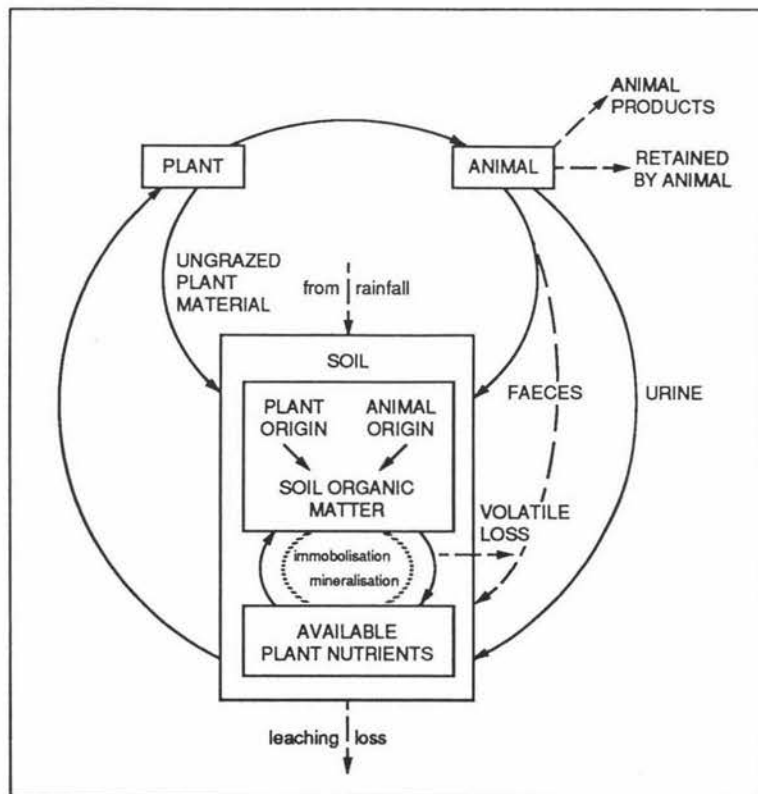 ANIMAL
PRODUCTS
PLANT
ANIMAL
RETAINED
BY ANIMAL
UNGRAZED
PLANT
MATERIAL
from rainfall
SOIL
FAECES
URINE
PLANT
ORIGIN
ANIMAL
ORIGIN
SOIL ORGANIC
MATTER
VOLATILE
LOSS
immobolisation
mineralisation
AVAILABLE
PLANT NUTRIENTS
leaching loss